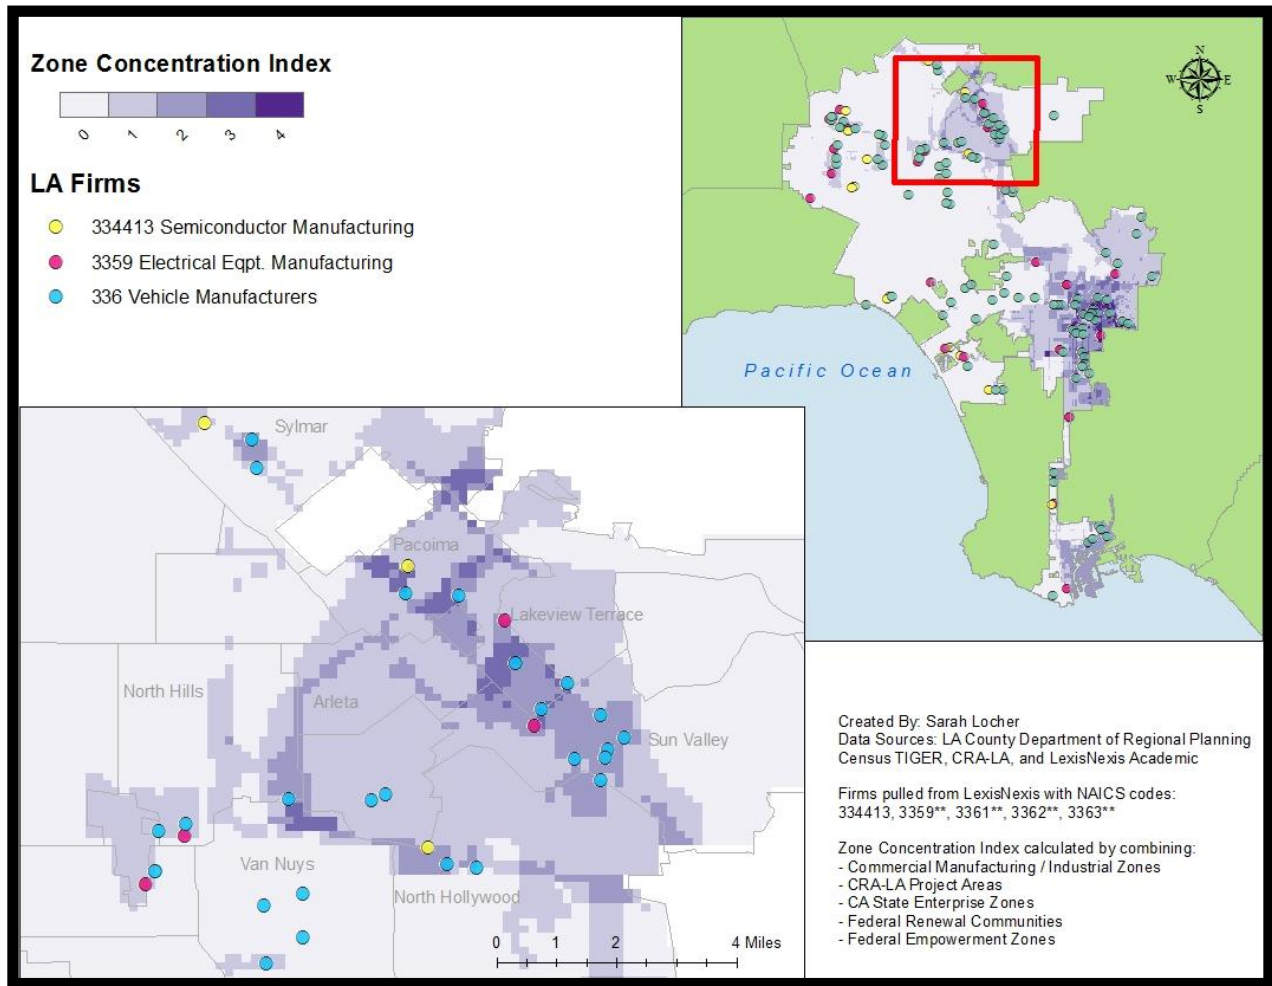 Zone Concentration Index
0 1 2 3 4
LA Firms
334413 Semiconductor Manufacturing
3359 Electrical Eqpt. Manufacturing
336 Vehicle Manufacturers
N
W E
S
Pacific Ocean
Sylmar
Pacoima
Lakeview Terrace
North Hills
Arleta
Sun Valley
Van Nuys
North Hollywood
0 1 2 4 Miles
Created By: Sarah Locher
Data Sources: LA County Department of Regional Planning
Census TIGER, CRA-LA, and LexisNexis Academic
Firms pulled from LexisNexis with NAICS codes:
334413, 3359**, 3361**, 3362**, 3363**
Zone Concentration Index calculated by combining:
- Commercial Manufacturing / Industrial Zones
- CRA-LA Project Areas
- CA State Enterprise Zones
- Federal Renewal Communities
- Federal Empowerment Zones